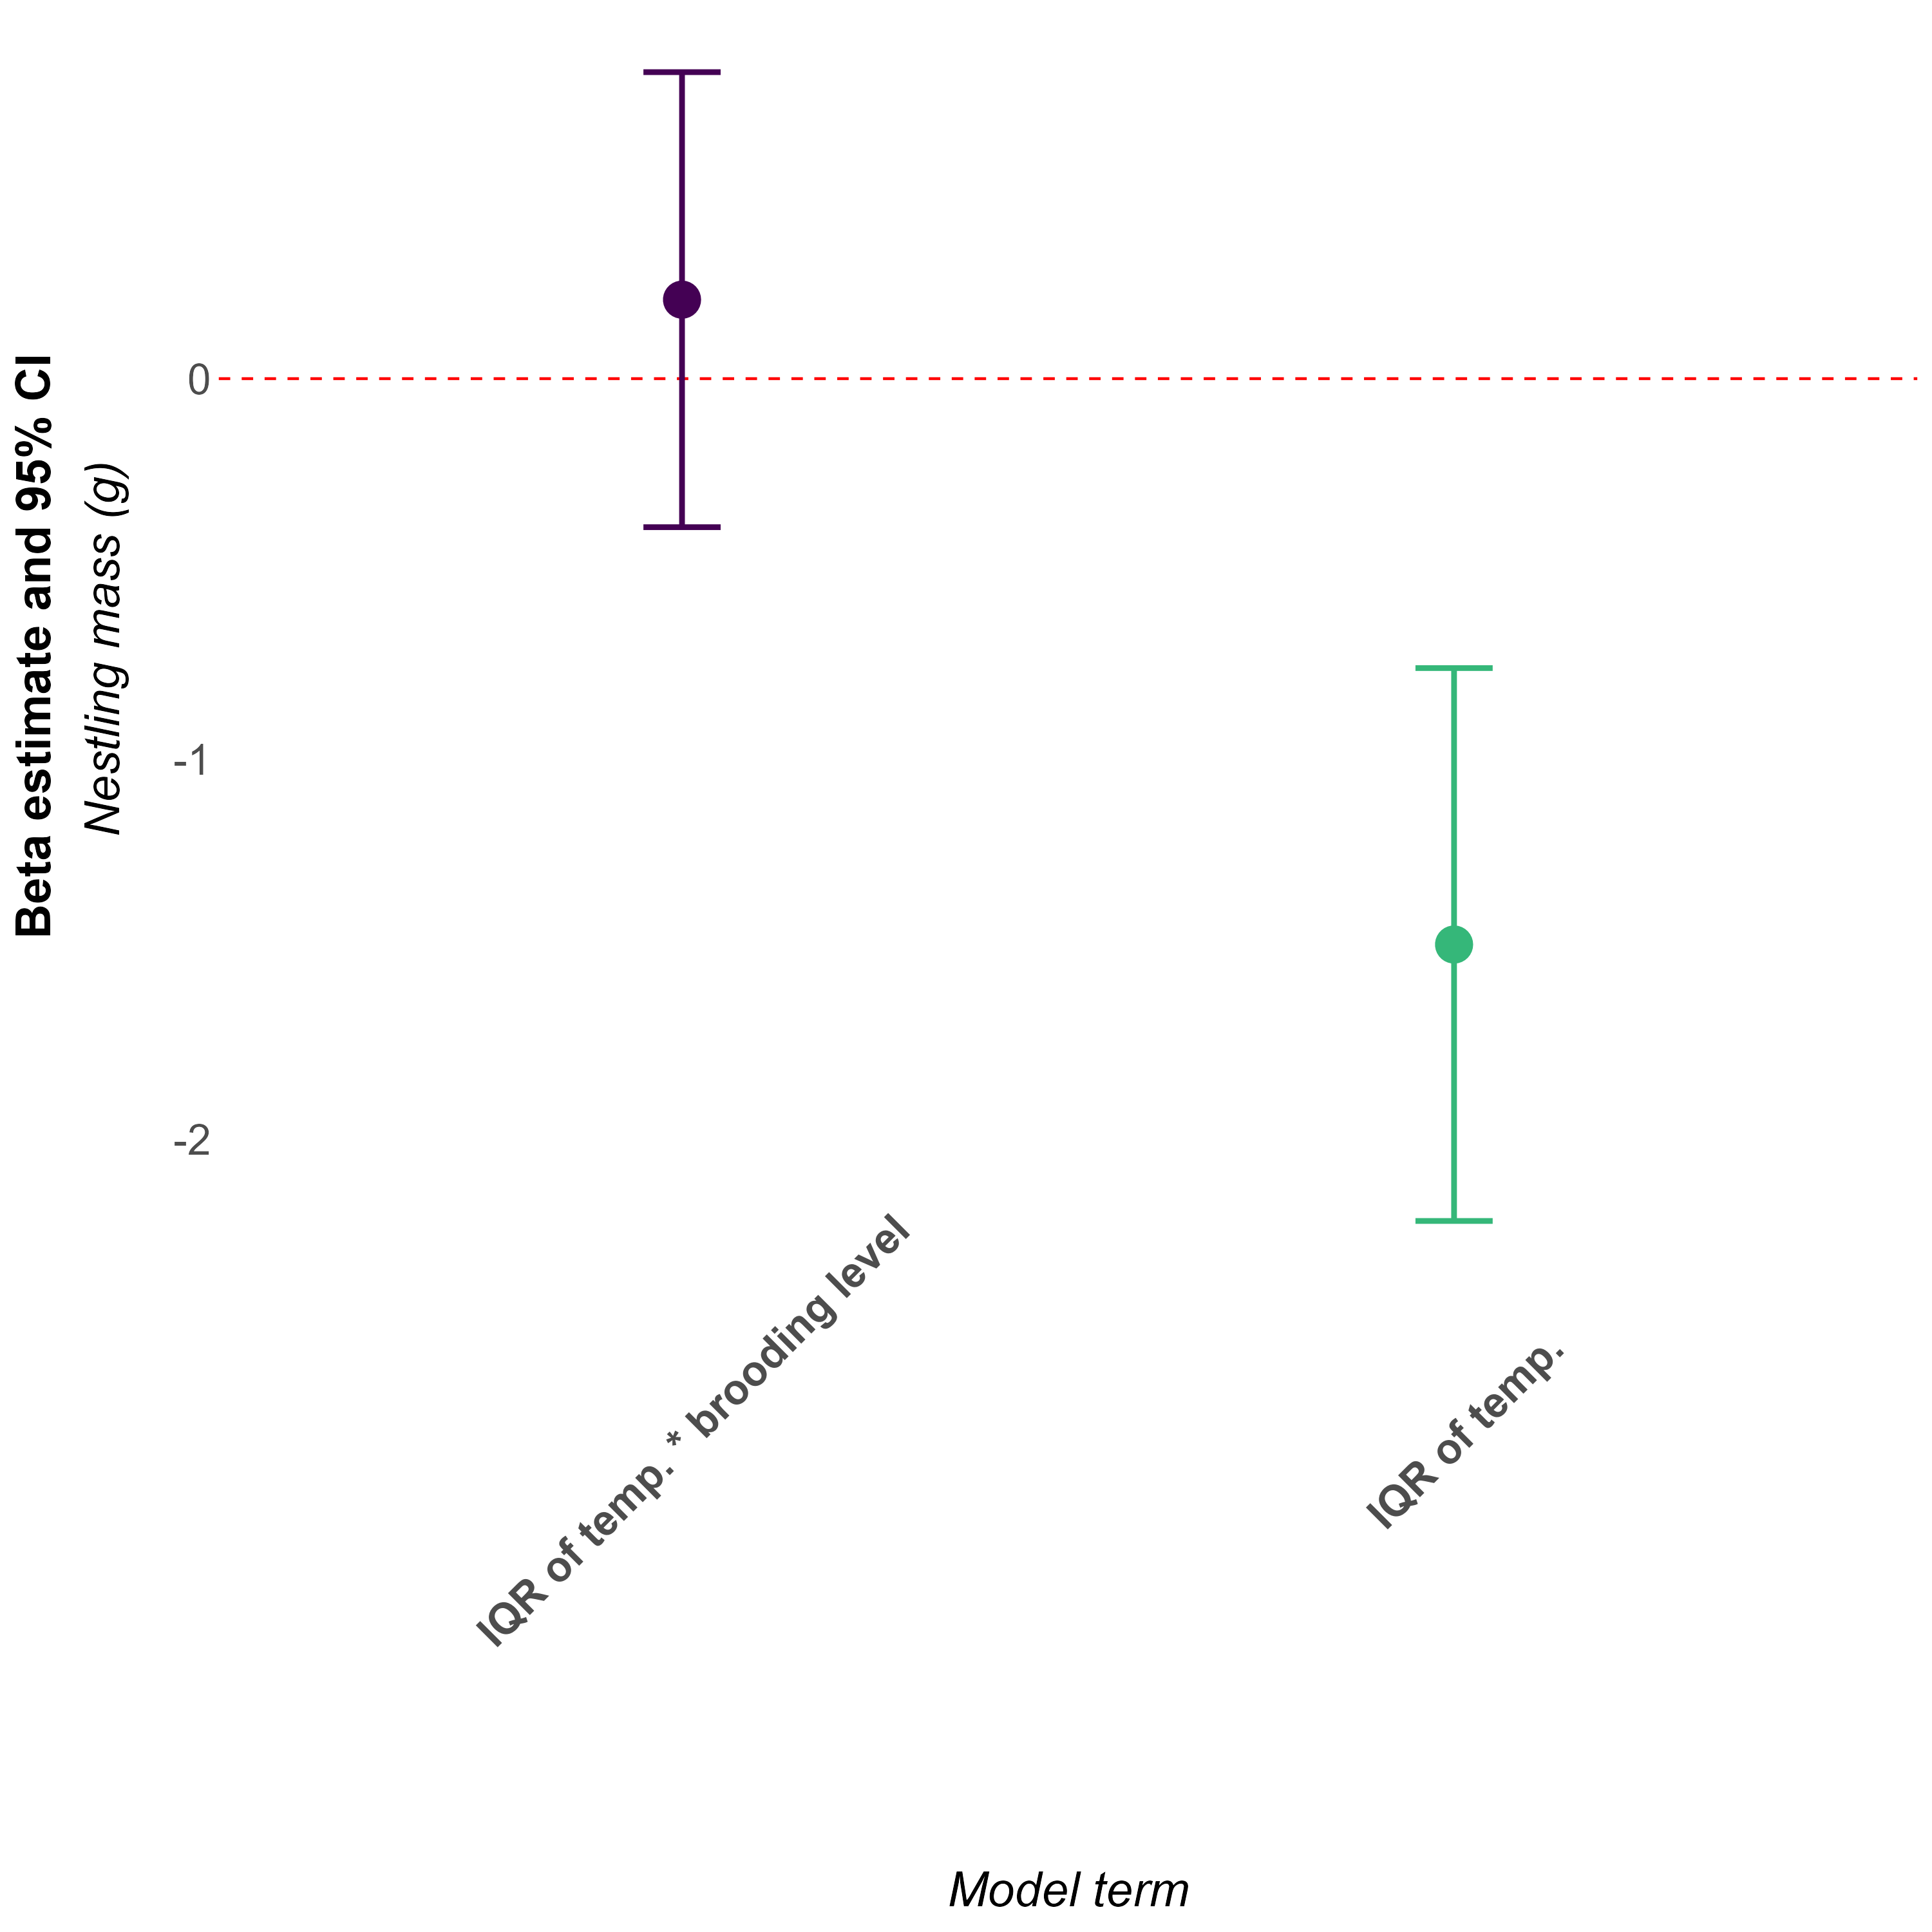 Beta estimate and 95% CI
Nestling mass (g)
0
-1
-2
IQR of temp. * brooding level
IQR of temp.
Model term